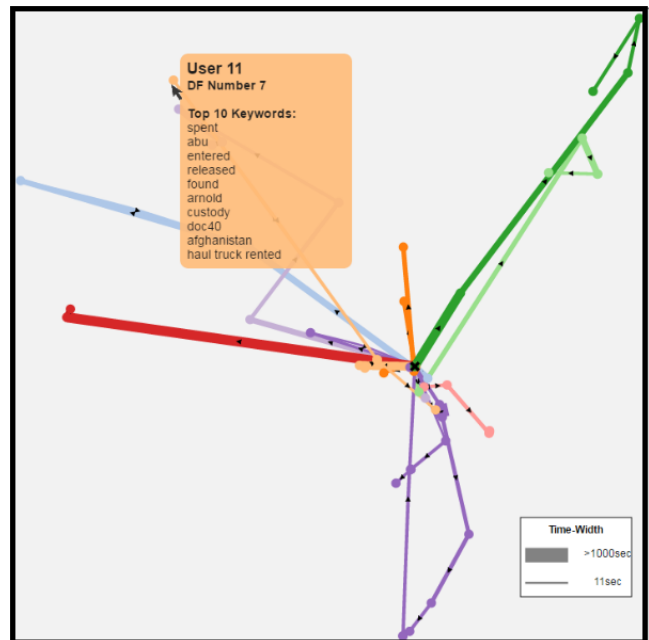 User 11
DF Number 7
Top 10 Keywords:
spent
abu
entered
released
found
arnold
custody
doc40
afghanistan
haul truck rented
Time-Width
>1000sec
11sec